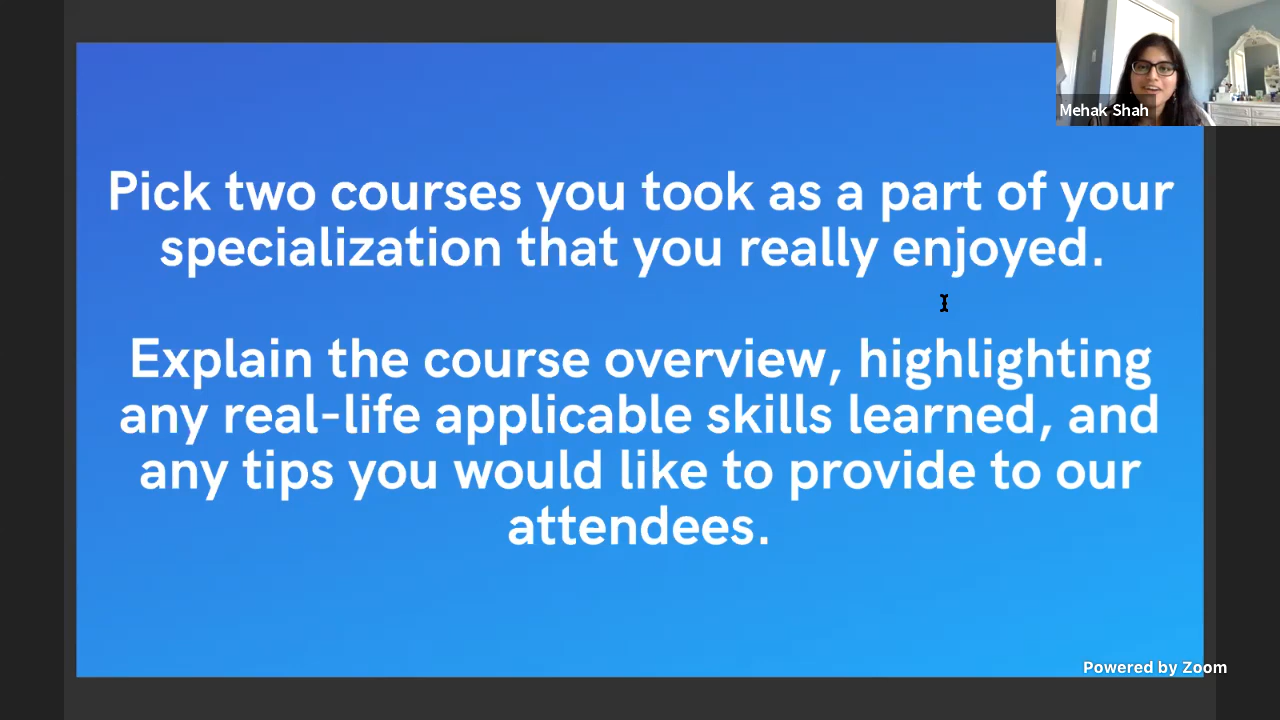 Mehak Shah
Pick two courses you took as a part of your
specialization that you really enjoyed.
Explain the course overview, highlighting
any real-life applicable skills learned, and
any tips you would like to provide to our
attendees.
Powered by Zoom